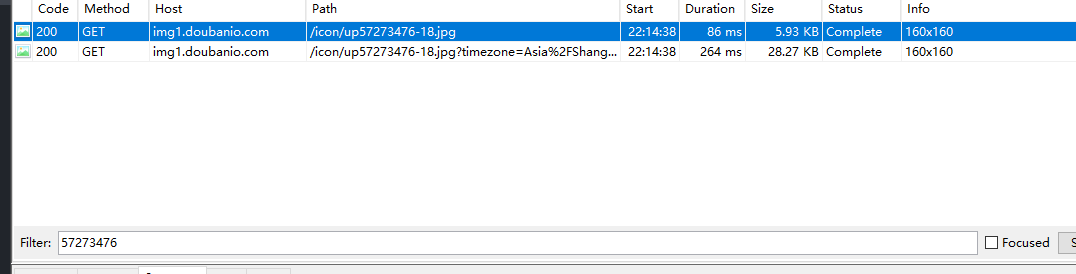 Code Method Host Path Start Duration Size Status Info
200 GET img1.doubanio.com /icon/up57273476-18.jpg 22:14:38 86 ms 5.93 KB Complete 160x160
200 GET img1.doubanio.com /icon/up57273476-18.jpg?timezone=Asia%2FShang... 22:14:38 264 ms 28.27 KB Complete 160x160
Filter: 57273476 Focused